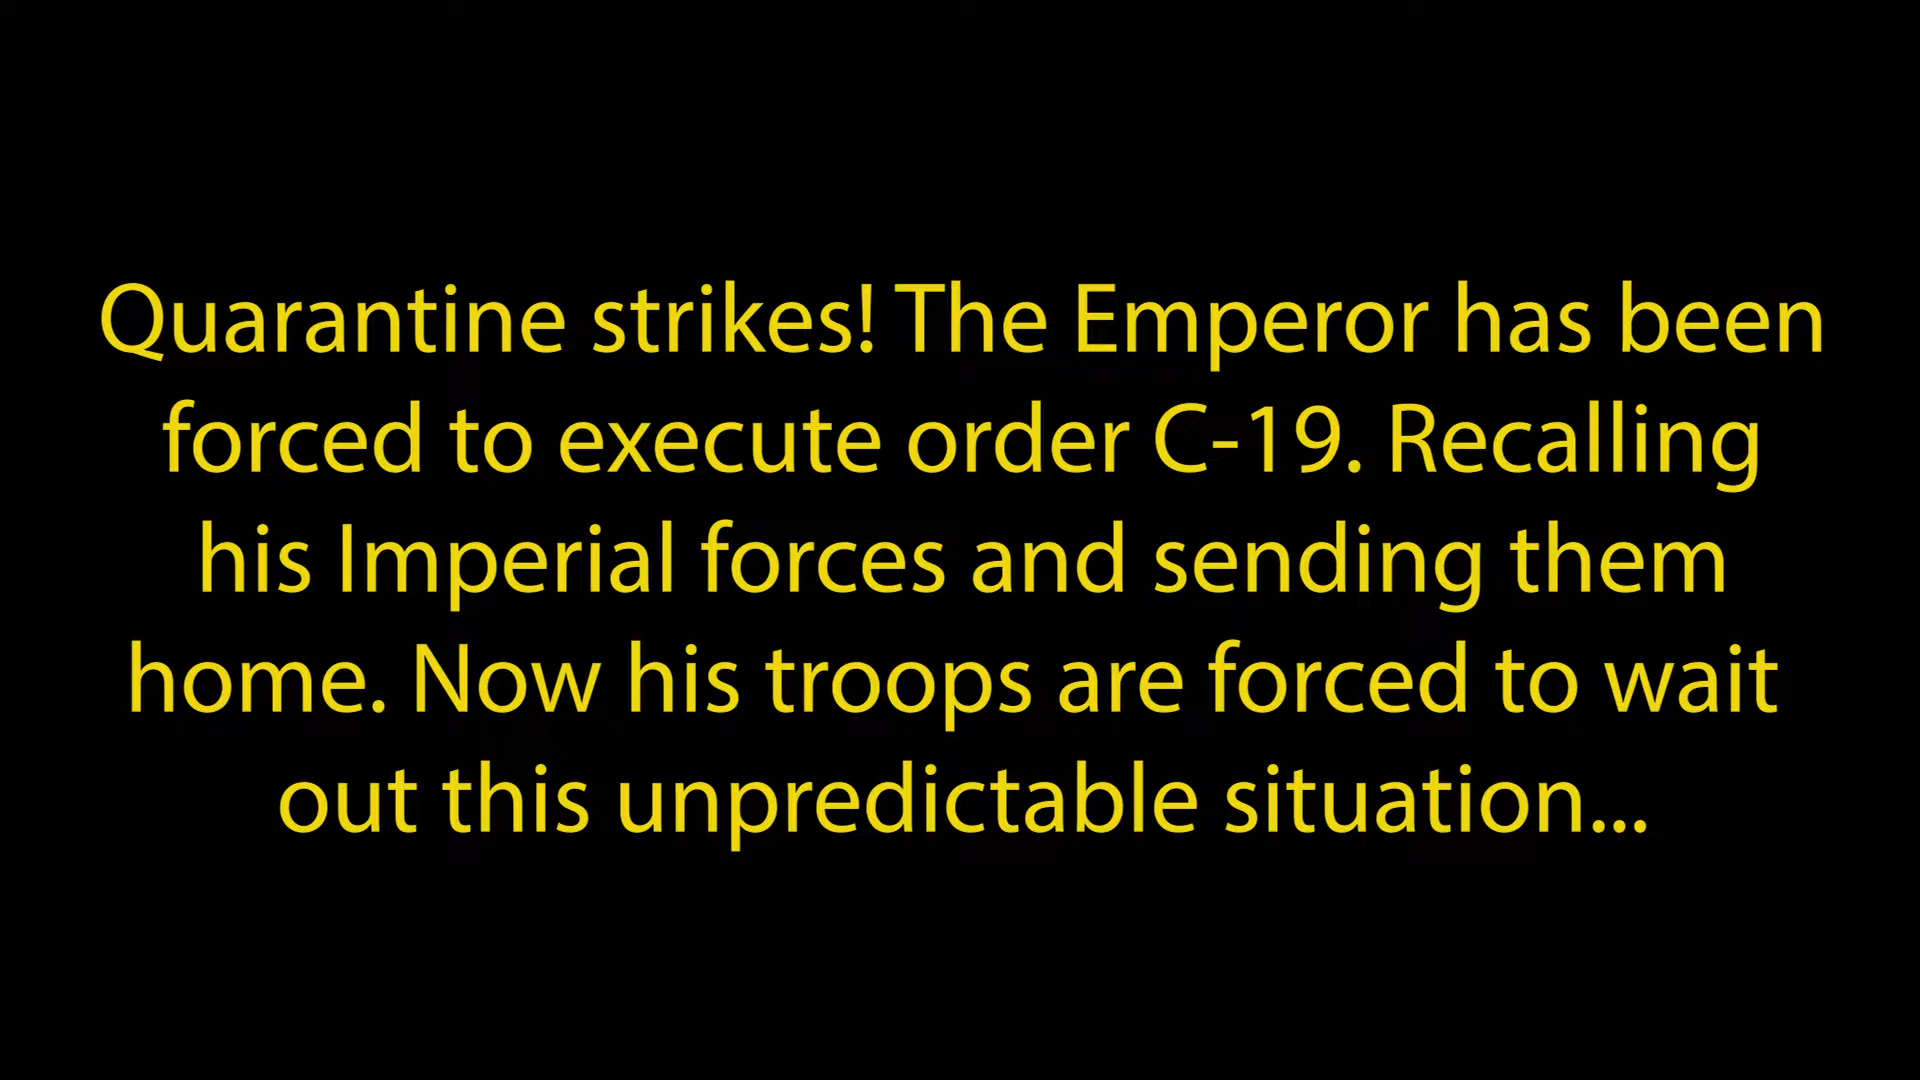 Quarantine strikes! The Emperor has been
forced to execute order C-19. Recalling
his Imperial forces and sending them
home. Now his troops are forced to wait
out this unpredictable situation...